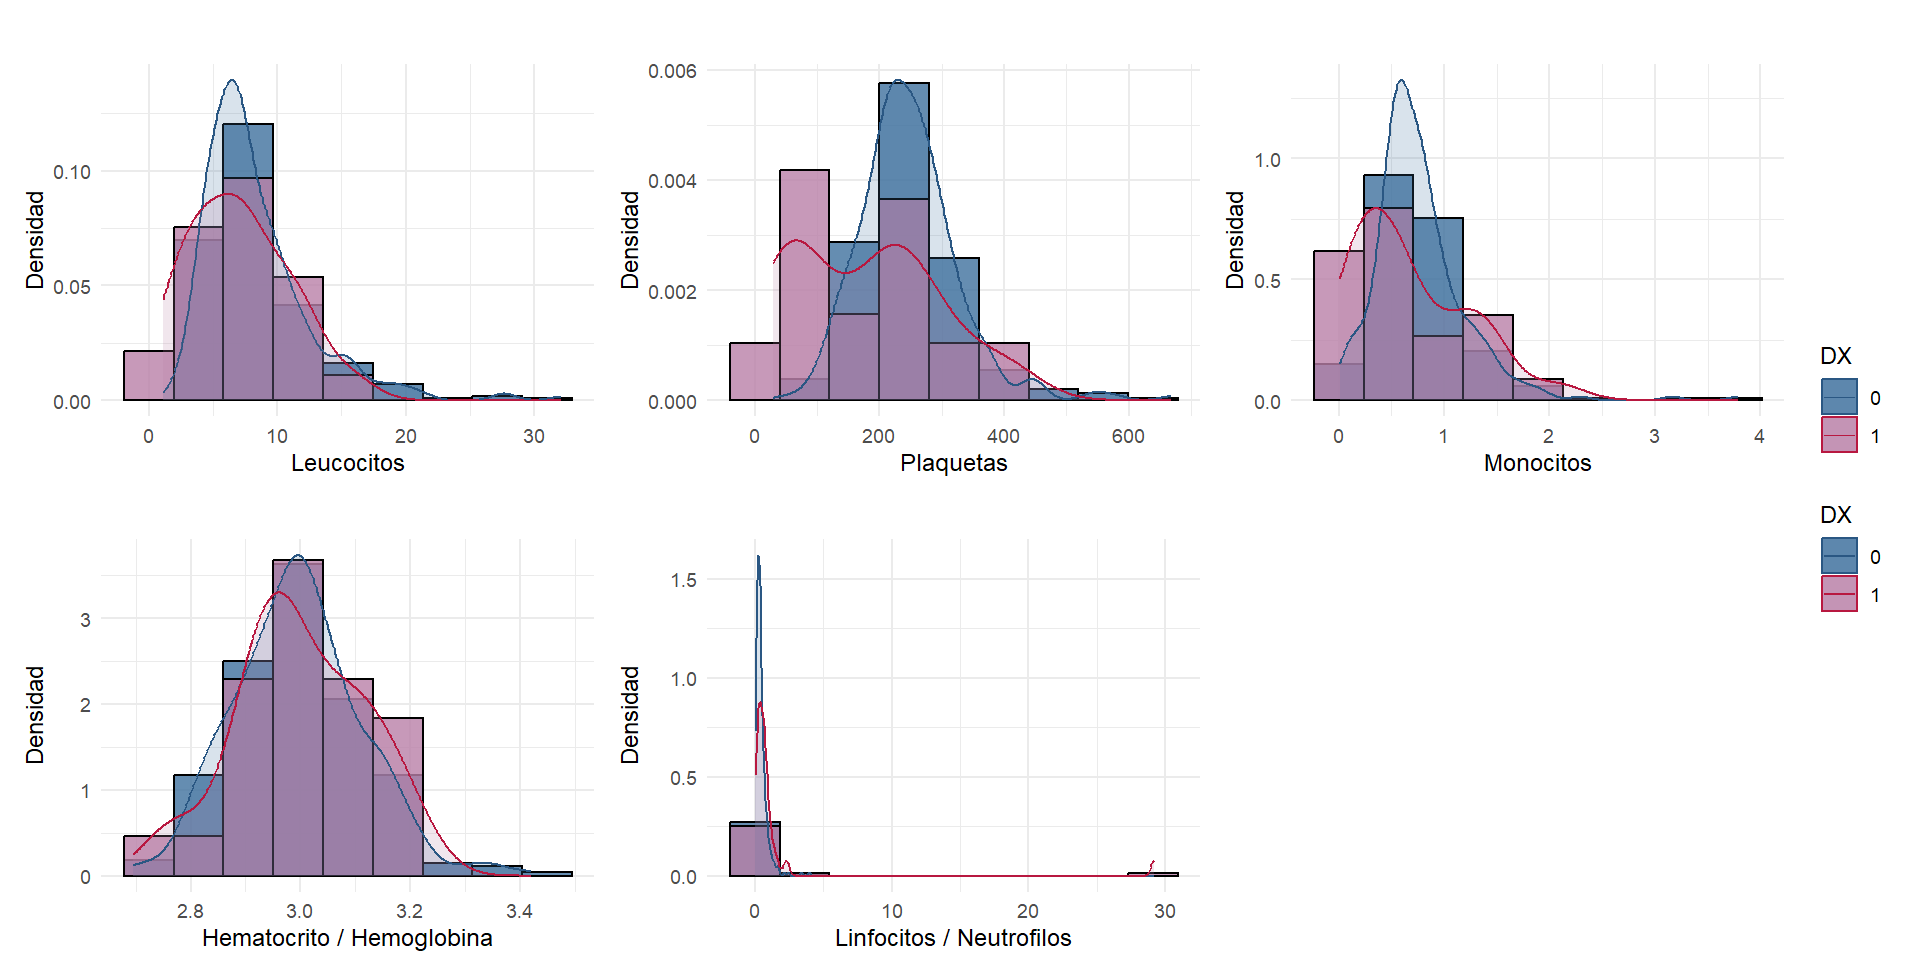 Densidad
0.10
0.05
0.00
0 10 20 30
Leucocitos
Densidad
0.006
0.004
0.002
0.000
0 200 400 600
Plaquetas
Densidad
1.0
0.5
0.0
0 1 2 3 4
Monocitos
DX
0
1
DX
0
1
Densidad
3
2
1
0
2.8 3.0 3.2 3.4
Hematocrito / Hemoglobina
Densidad
1.5
1.0
0.5
0.0
0 10 20 30
Linfocitos / Neutrofilos